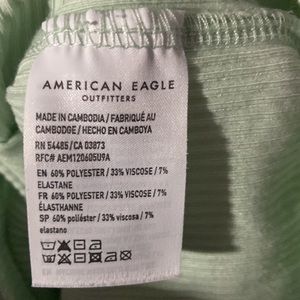 AMERICAN EAGLE
OUTFITTERS
MADE IN CAMBODIA/ FABRIQUÉ AU
CAMBODGE/ HECHO EN CAMBOYA
RN 54485/CA 03873
RFC# AEM120605U9A
EN 60% POLYESTER / 33% VISCOSE / 7%
ELASTANE
FR 60% POLYESTER / 33% VISCOSE / 7%
ÉLASTHANNE
SP 60% poliéster / 33% viscosa / 7%
elastano